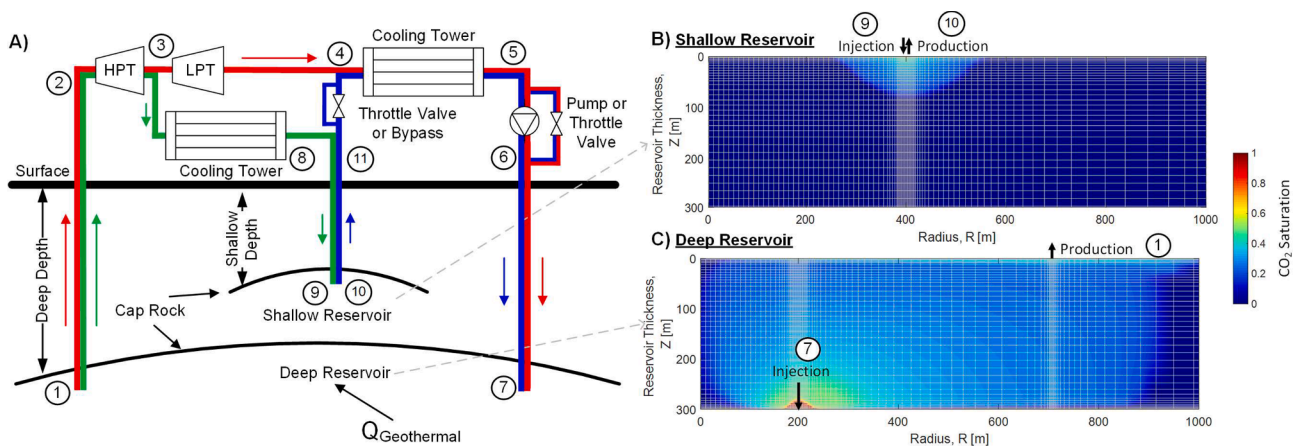 A)
HPT
3
LPT
2
4
Cooling Tower
5
Throttle Valve
or Bypass
Pump or
Throttle
Valve
8
Cooling Tower
11
6
Surface
Deep Depth
Shallow
Depth
Cap Rock
9
10
Shallow Reservoir
Deep Reservoir
1
7
QGeothermal
B) Shallow Reservoir
9
Injection
10
Production
Reservoir Thickness,
Z [m]
0
100
200
300
0
200
400
600
800
1000
Radius, R [m]
C) Deep Reservoir
Production
1
7
Injection
Reservoir Thickness,
Z [m]
0
100
200
300
0
200
400
600
800
1000
Radius, R [m]
1
0.8
0.6
0.4
0.2
0
CO2 Saturation